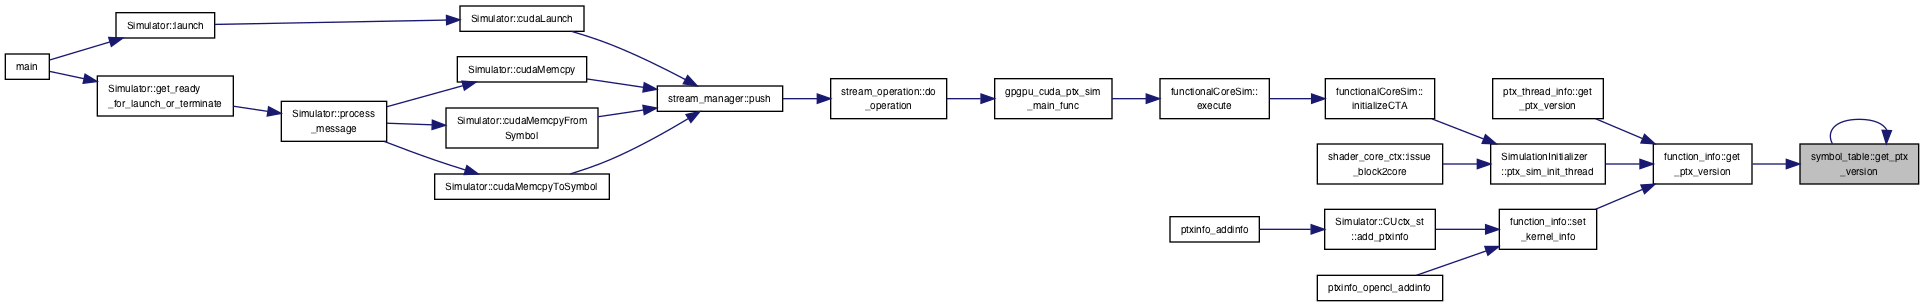 main
Simulator::launch
Simulator::get_ready
_for_launch_or_terminate
Simulator::process
_message
Simulator::cudaLaunch
Simulator::cudaMemcpy
Simulator::cudaMemcpyFrom
Symbol
Simulator::cudaMemcpyToSymbol
stream_manager::push
stream_operation::do
_operation
gpgpu_cuda_ptx_sim
_main_func
functionalCoreSim::
execute
functionalCoreSim::
initializeCTA
shader_core_ctx::issue
_block2core
ptxinfo_addinfo
Simulator::CUctx_st
::add_ptxinfo
ptxinfo_opencl_addinfo
ptx_thread_info::get
_ptx_version
SimulationInitializer
::ptx_sim_init_thread
function_info::set
_kernel_info
function_info::get
_ptx_version
symbol_table::get_ptx
_version